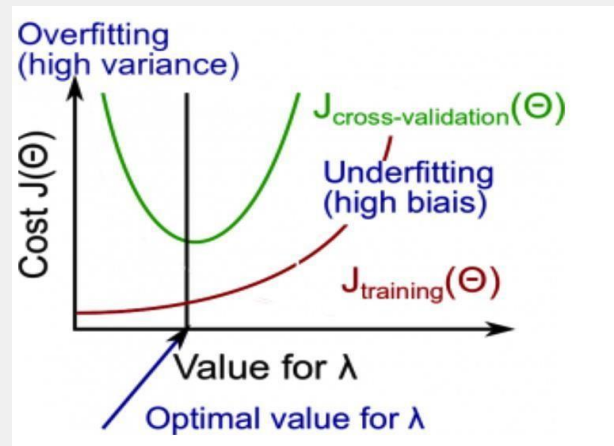 Overfitting
(high variance)
Jcross-validation(Θ)
Underfitting
(high biais)
Cost J(Θ)
Jtraining(Θ)
Value for λ
Optimal value for λ